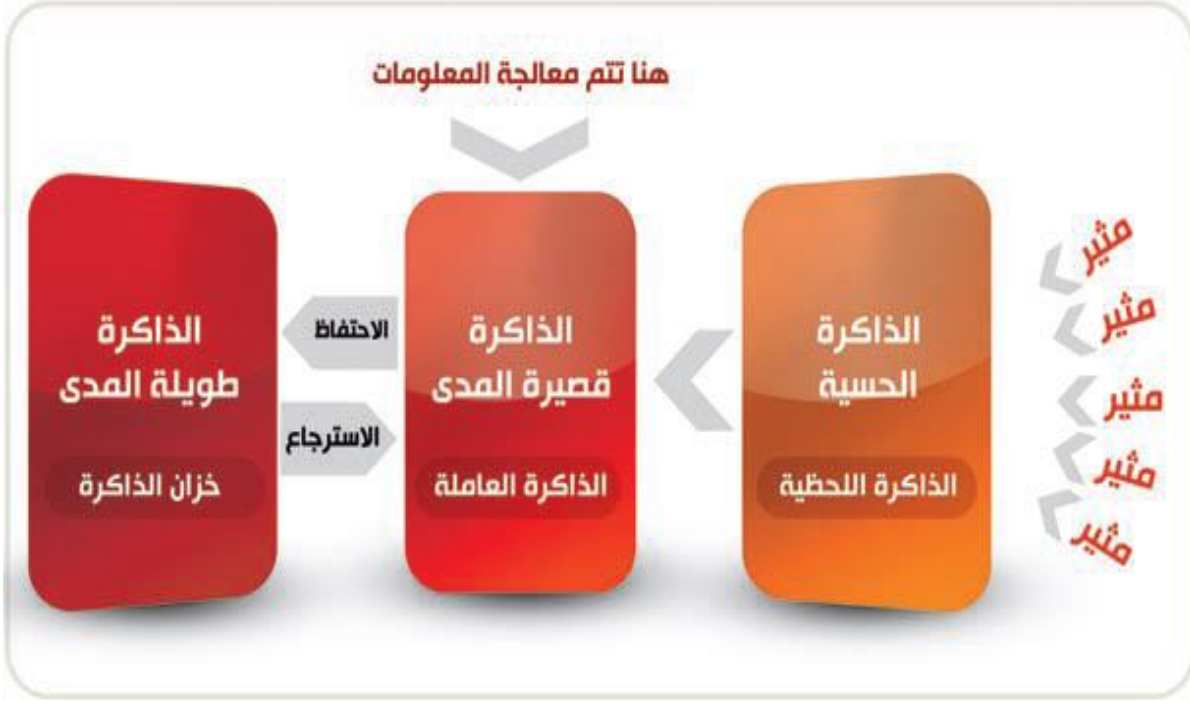 هنا تتم معالجة المعلومات
مثير
مثير
مثير
مثير
مثير
الذاكرة
الحسية
الذاكرة اللحظية
الذاكرة
قصيرة المدى
الذاكرة العاملة
الاحتفاظ
الاسترجاع
الذاكرة
طويلة المدى
خزان الذاكرة